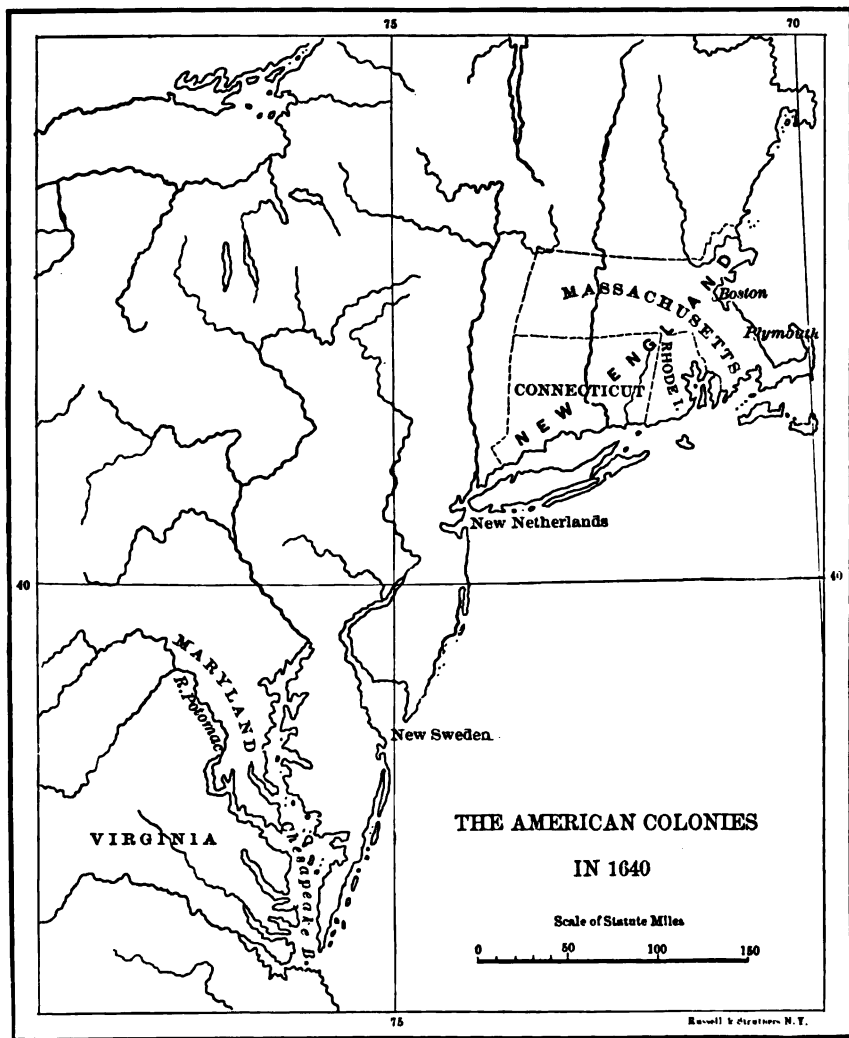 75
70
MASSACHUSETTS
Boston
Plymouth
NEW ENGLAND
RHODE I.
CONNECTICUT
New Netherlands
40
40
MARYLAND
R. Potomac
New Sweden
VIRGINIA
Chesapeake B.
THE AMERICAN COLONIES
IN 1640
Scale of Statute Miles
0 50 100 150
75
Russell & Struthers N.Y.